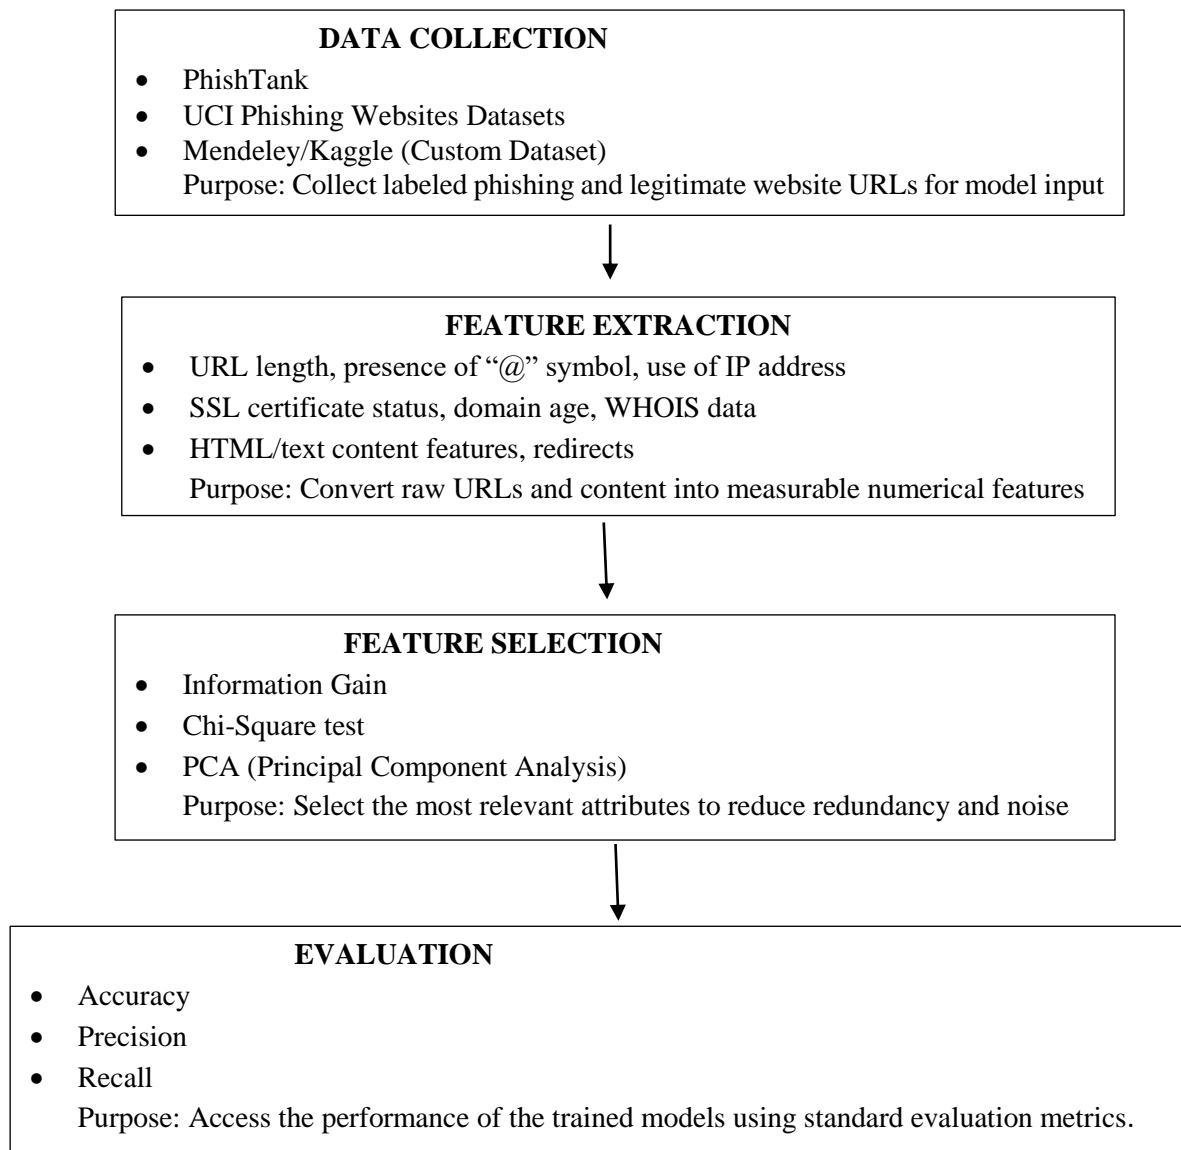 DATA COLLECTION
• PhishTank
• UCI Phishing Websites Datasets
• Mendeley/Kaggle (Custom Dataset)
Purpose: Collect labeled phishing and legitimate website URLs for model input
FEATURE EXTRACTION
• URL length, presence of “@” symbol, use of IP address
• SSL certificate status, domain age, WHOIS data
• HTML/text content features, redirects
Purpose: Convert raw URLs and content into measurable numerical features
FEATURE SELECTION
• Information Gain
• Chi-Square test
• PCA (Principal Component Analysis)
Purpose: Select the most relevant attributes to reduce redundancy and noise
EVALUATION
• Accuracy
• Precision
• Recall
Purpose: Access the performance of the trained models using standard evaluation metrics.